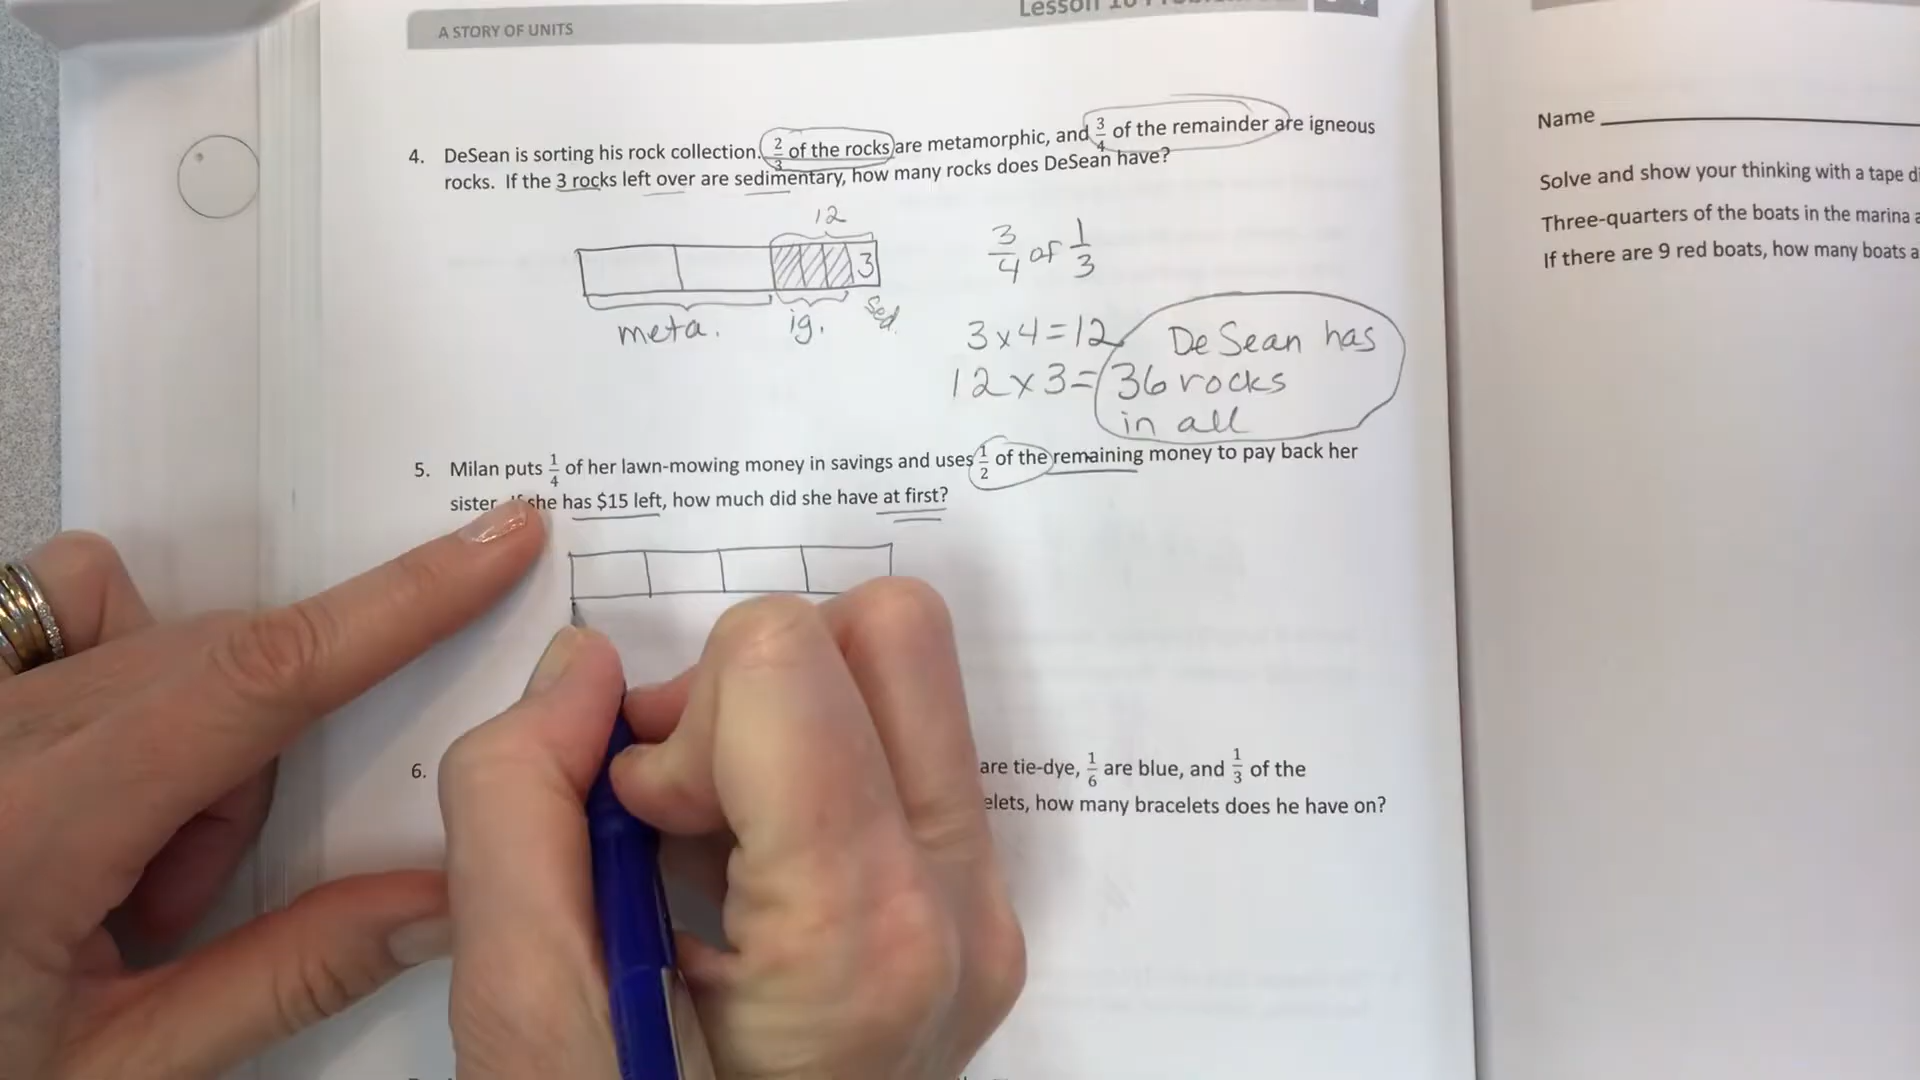 A STORY OF UNITS
Lesson
4. DeSean is sorting his rock collection. 2/3 of the rocks are metamorphic, and 3/4 of the remainder are igneous
rocks. If the 3 rocks left over are sedimentary, how many rocks does DeSean have?
12
3
meta. ig. sed.
3/4 of 1/3
3 x 4 = 12
12 x 3 = 36 rocks
DeSean has
in all
5. Milan puts 1/4 of her lawn-mowing money in savings and uses 1/2 of the remaining money to pay back her
sister. If she has $15 left, how much did she have at first?
6.
are tie-dye, 1/6 are blue, and 1/3 of the
elets, how many bracelets does he have on?
Name
Solve and show your thinking with a tape d
Three-quarters of the boats in the marina a
If there are 9 red boats, how many boats a